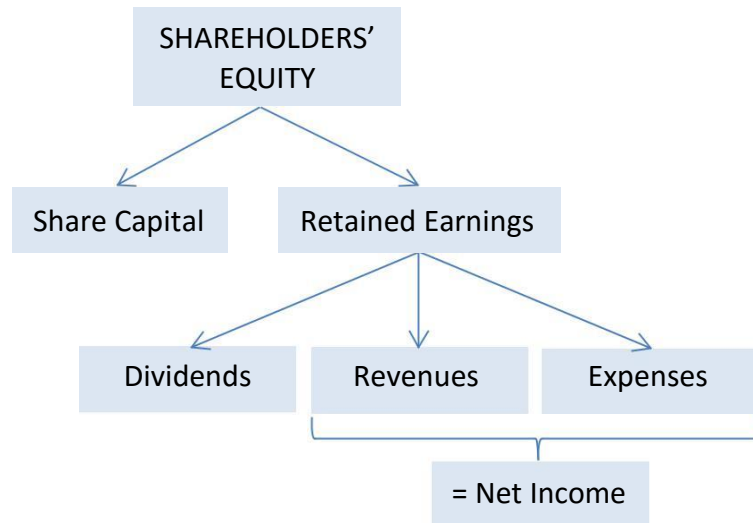 SHAREHOLDERS’
EQUITY
Share Capital
Retained Earnings
Dividends
Revenues
Expenses
= Net Income